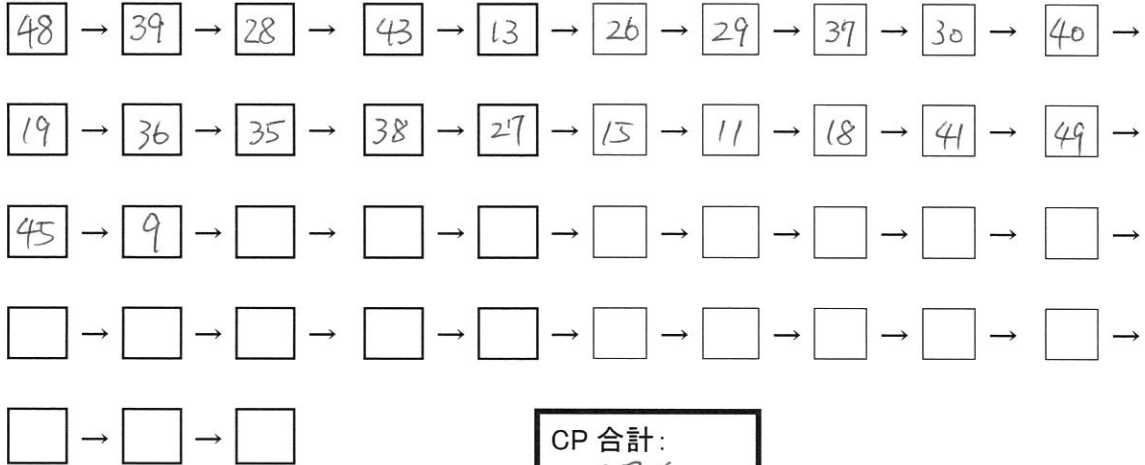 48 → 39 → 28 → 43 → 13 → 26 → 29 → 37 → 30 → 40 →
19 → 36 → 35 → 38 → 27 → 15 → 11 → 18 → 41 → 49 →
45 → 9 → → → → → → → → →
→ → → → → → → → → →
→ →
CP 合計: